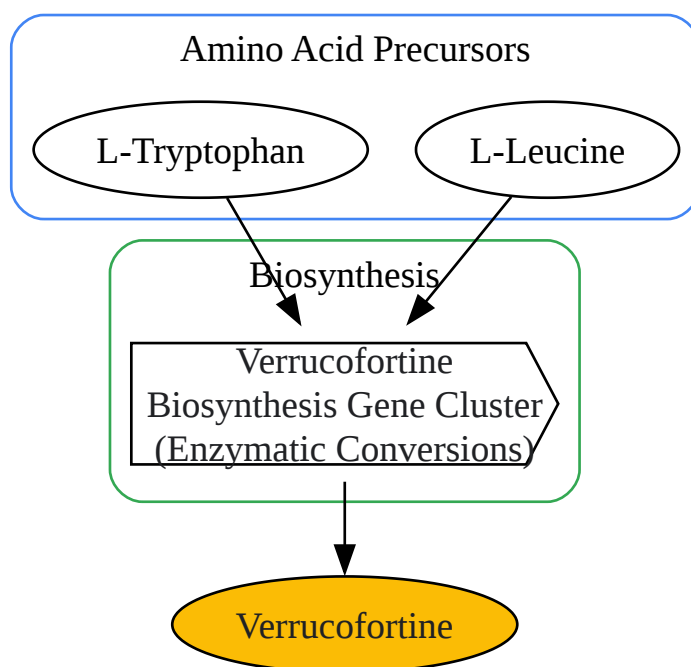 Amino Acid Precursors
L-Tryptophan
L-Leucine
Biosynthesis
Verrucofortine
Biosynthesis Gene Cluster
(Enzymatic Conversions)
Verrucofortine